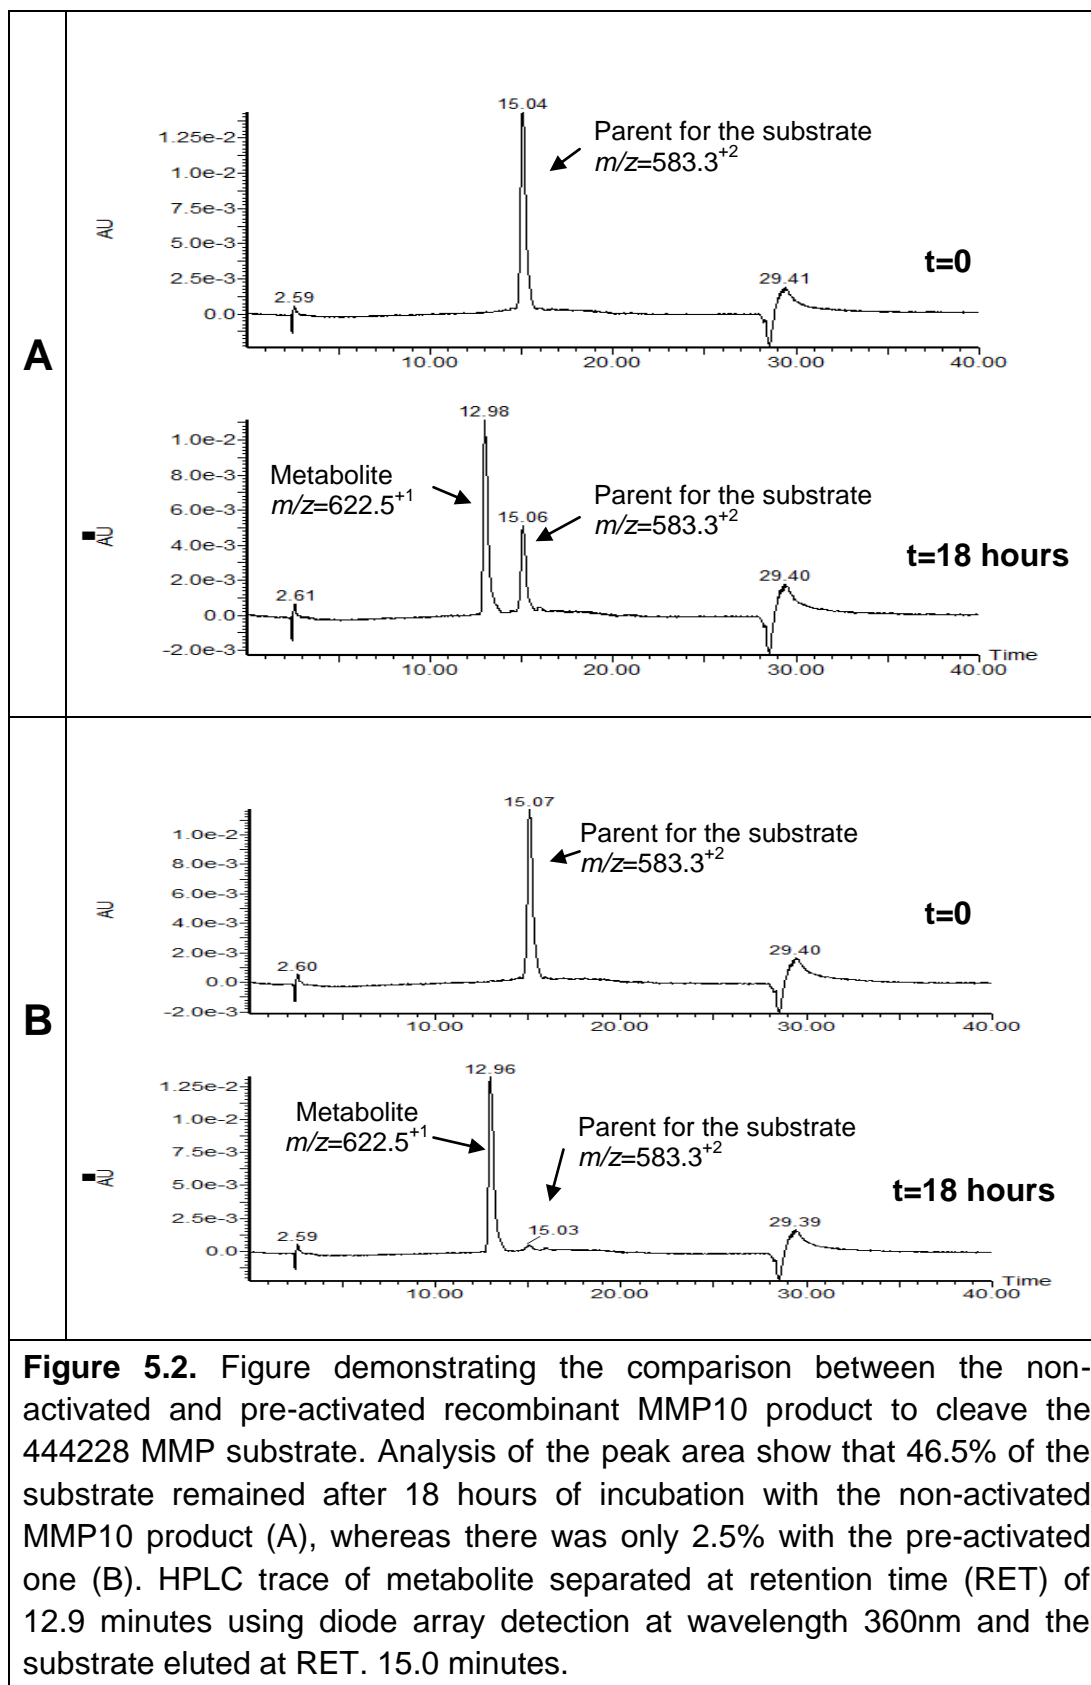 A
15.04
Parent for the substrate
m/z=583.3+2
1.25e-2
1.0e-2
7.5e-3
5.0e-3
2.5e-3
0.0
AU
t=0
2.59
29.41
10.00 20.00 30.00 40.00
12.98
Metabolite
m/z=622.5+1
15.06
Parent for the substrate
m/z=583.3+2
1.0e-2
8.0e-3
6.0e-3
4.0e-3
2.0e-3
0.0
-2.0e-3
AU
t=18 hours
2.61
29.40
Time
10.00 20.00 30.00 40.00
B
15.07
Parent for the substrate
m/z=583.3+2
1.0e-2
8.0e-3
6.0e-3
4.0e-3
2.0e-3
0.0
-2.0e-3
AU
t=0
2.60
29.40
10.00 20.00 30.00 40.00
12.96
Metabolite
m/z=622.5+1
Parent for the substrate
m/z=583.3+2
1.25e-2
1.0e-2
7.5e-3
5.0e-3
2.5e-3
0.0
AU
t=18 hours
2.59
15.03
29.39
Time
10.00 20.00 30.00 40.00
Figure 5.2. Figure demonstrating the comparison between the non-
activated and pre-activated recombinant MMP10 product to cleave the
444228 MMP substrate. Analysis of the peak area show that 46.5% of the
substrate remained after 18 hours of incubation with the non-activated
MMP10 product (A), whereas there was only 2.5% with the pre-activated
one (B). HPLC trace of metabolite separated at retention time (RET) of
12.9 minutes using diode array detection at wavelength 360nm and the
substrate eluted at RET. 15.0 minutes.